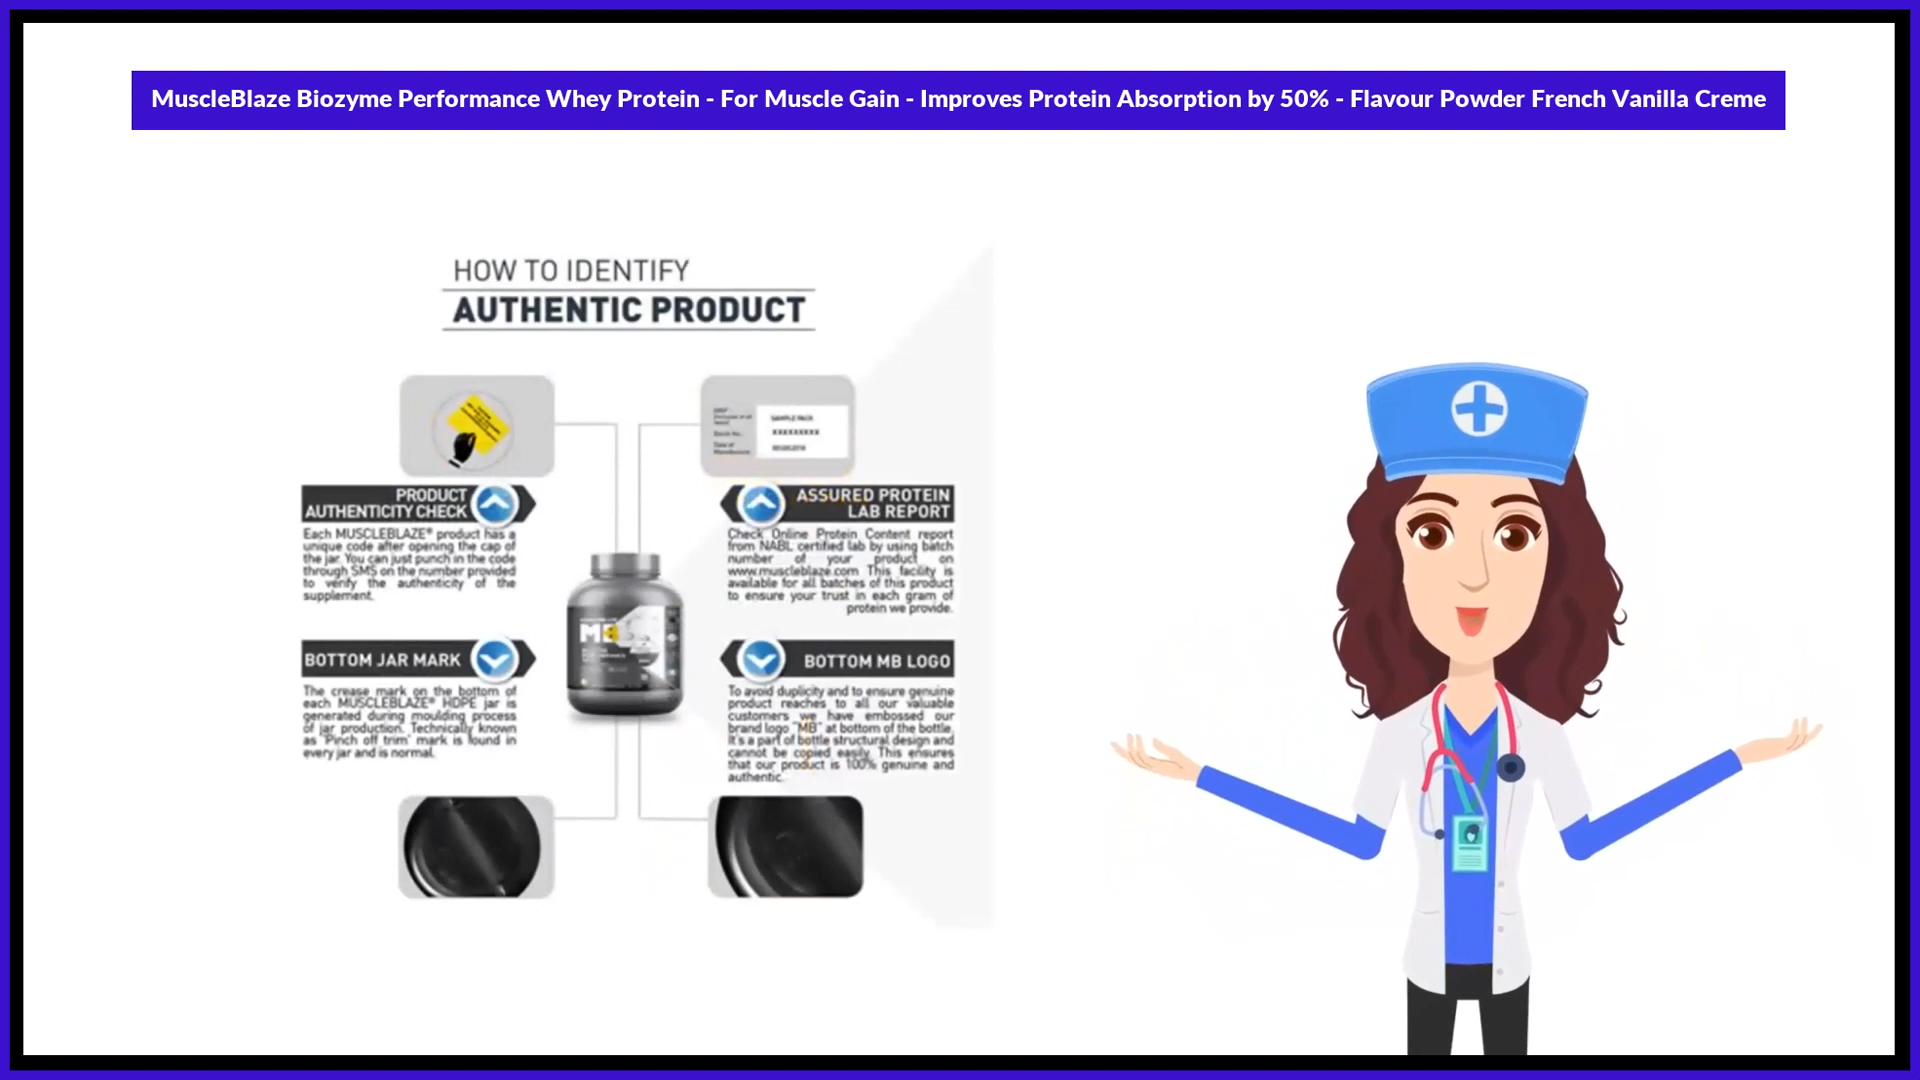 MuscleBlaze Biozyme Performance Whey Protein - For Muscle Gain - Improves Protein Absorption by 50% - Flavour Powder French Vanilla Creme
HOW TO IDENTIFY
AUTHENTIC PRODUCT
SAMPLE PACK
XXXXXXXXX
PRODUCT
AUTHENTICITY CHECK
Each MUSCLEBLAZE® product has a
unique code after opening the cap of
the jar. You can just punch in the code
through SMS on the number provided
to verify the authenticity of the
supplement.
ASSURED PROTEIN
LAB REPORT
Check Online Protein Content report
from NABL certified lab by using batch
number of your product on
www.muscleblaze.com This facility is
available for all batches of this product
to ensure your trust in each gram of
protein we provide.
BOTTOM JAR MARK
The crease mark on the bottom of
each MUSCLEBLAZE® HDPE jar is
generated during moulding process
of jar production. Technically known
as 'Pinch off trim' mark is found in
every jar and is normal.
BOTTOM MB LOGO
To avoid duplicity and to ensure genuine
product reaches to all our valuable
customers we have embossed our
brand logo "MB" at bottom of the bottle.
It's a part of bottle structural design and
cannot be copied easily. This ensures
that our product is 100% genuine and
authentic.